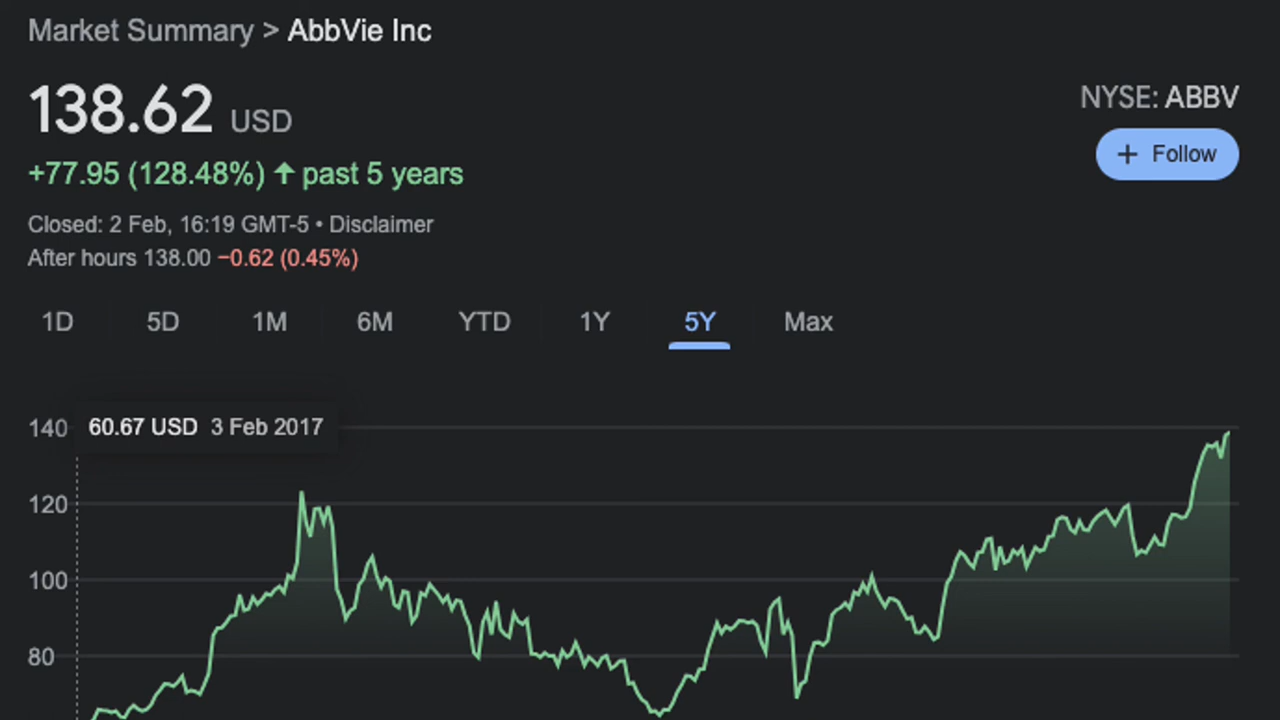 Market Summary > AbbVie Inc
138.62 USD
NYSE: ABBV
+ Follow
+77.95 (128.48%) ↑ past 5 years
Closed: 2 Feb, 16:19 GMT-5 • Disclaimer
After hours 138.00 −0.62 (0.45%)
1D 5D 1M 6M YTD 1Y 5Y Max
140
60.67 USD 3 Feb 2017
120
100
80